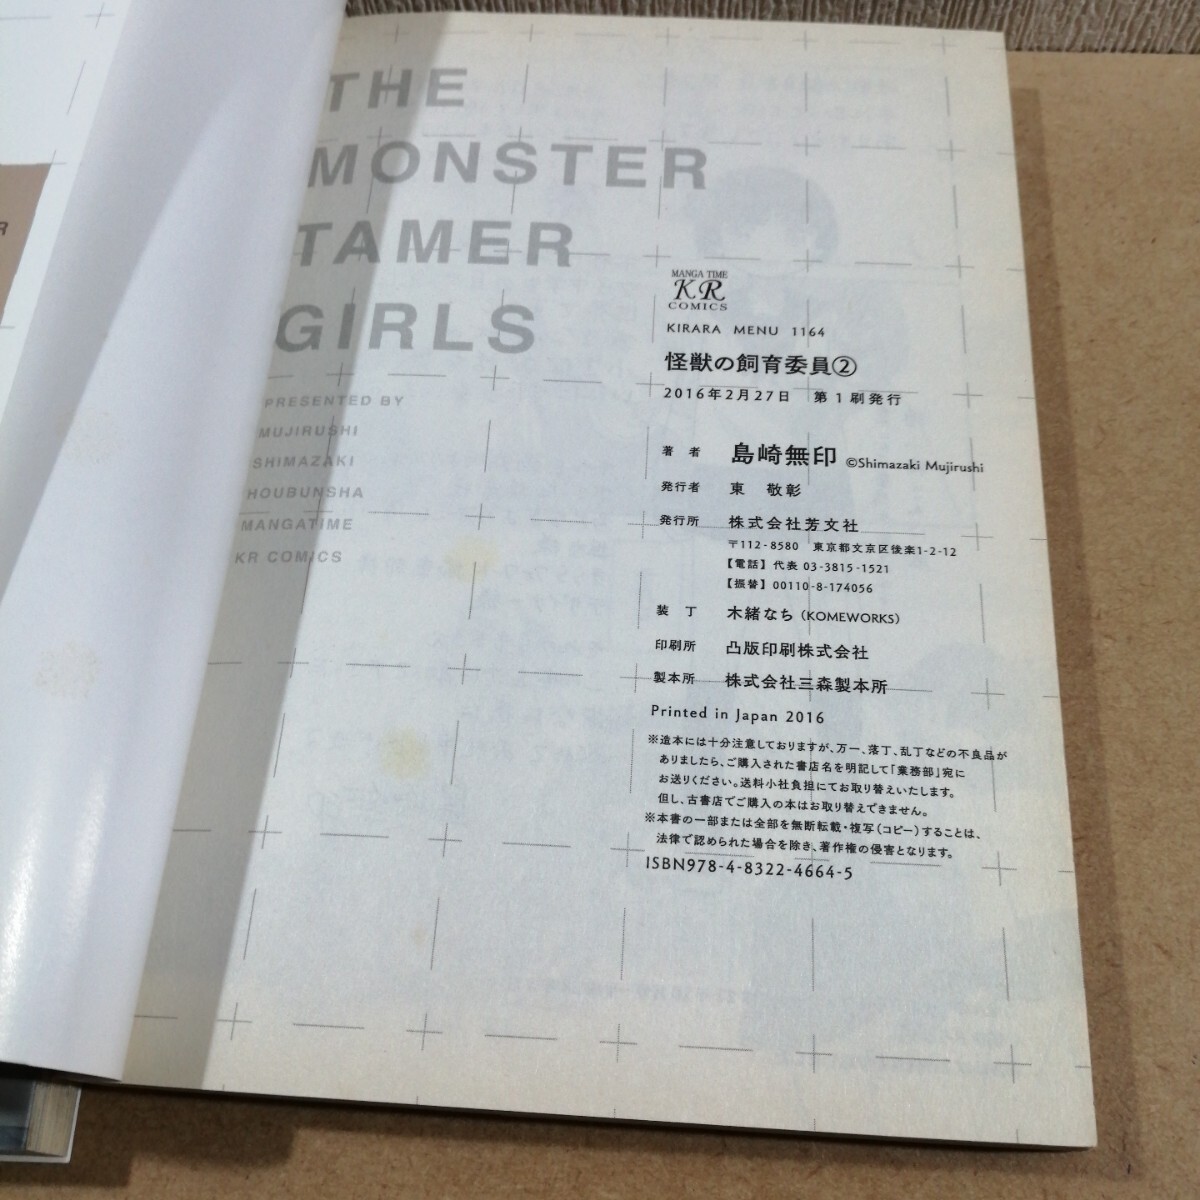 THE
MONSTER
TAMER
GIRLS
PRESENTED BY
MUJIRUSHI
SHIMAZAKI
HOUBUNSHA
MANGATIME
KR COMICS
R
MANGA TIME
KR
COMICS
KIRARA MENU 1164
怪獣の飼育委員②
2016年2月27日 第1刷発行
著 者 島崎無印 ©Shimazaki Mujirushi
発行者 東 敬彰
発行所 株式会社芳文社
〒112-8580 東京都文京区後楽1-2-12
【電話】代表 03-3815-1521
【振替】00110-8-174056
装 丁 木緒なち(KOMEWORKS)
印刷所 凸版印刷株式会社
製本所 株式会社三森製本所
Printed in Japan 2016
※造本には十分注意しておりますが、万一、落丁、乱丁などの不良品が
ありましたら、ご購入された書店名を明記して「業務部」宛に
お送りください。送料小社負担にてお取り替えいたします。
但し、古書店でご購入の本はお取り替えできません。
※本書の一部または全部を無断転載・複写(コピー)することは、
法律で認められた場合を除き、著作権の侵害となります。
ISBN978-4-8322-4664-5